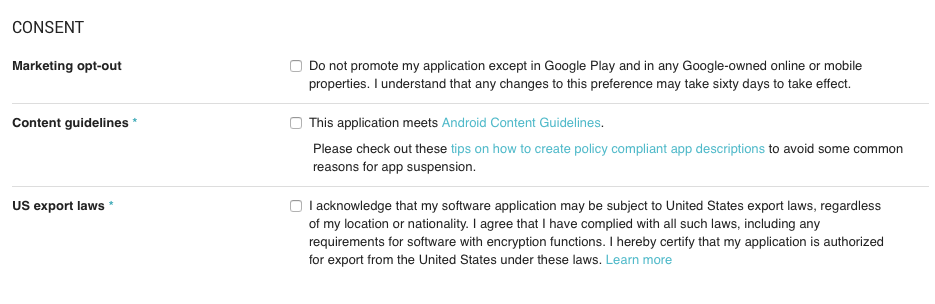 CONSENT
Marketing opt-out
Do not promote my application except in Google Play and in any Google-owned online or mobile
properties. I understand that any changes to this preference may take sixty days to take effect.
Content guidelines *
This application meets Android Content Guidelines.
Please check out these tips on how to create policy compliant app descriptions to avoid some common
reasons for app suspension.
US export laws *
I acknowledge that my software application may be subject to United States export laws, regardless
of my location or nationality. I agree that I have complied with all such laws, including any
requirements for software with encryption functions. I hereby certify that my application is authorized
for export from the United States under these laws. Learn more